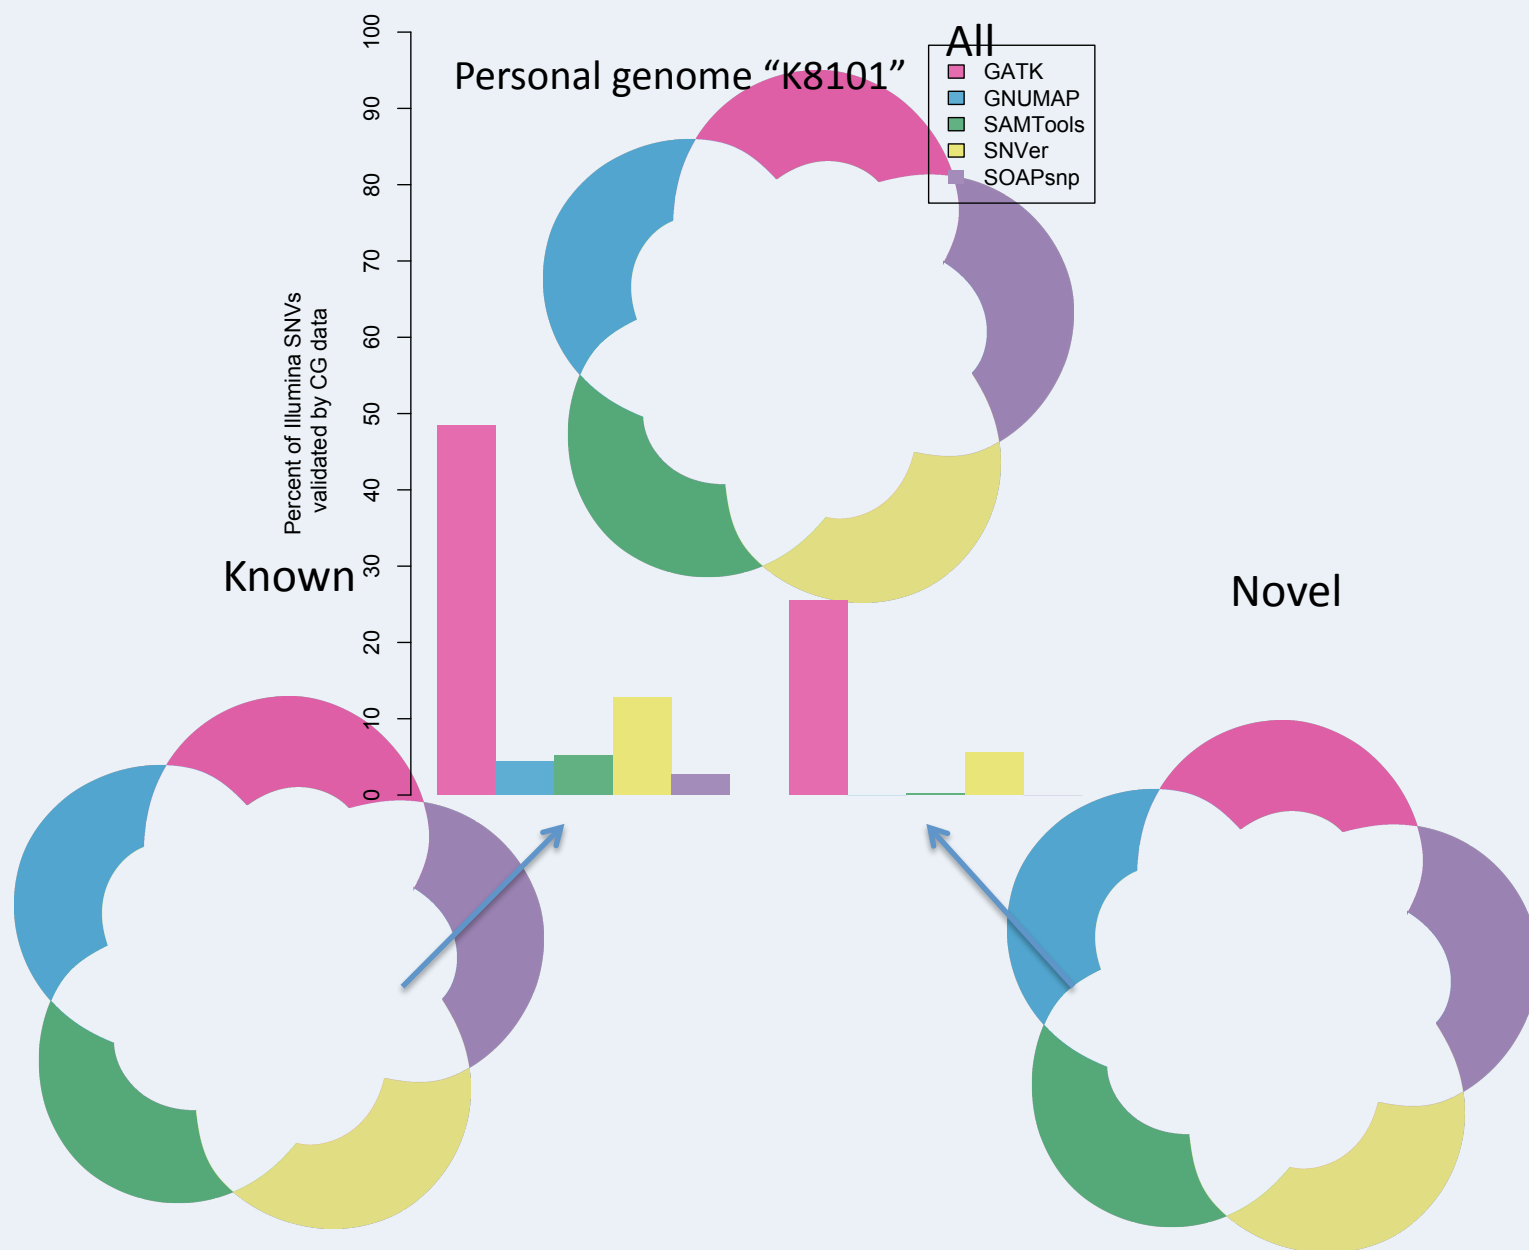 All
Personal genome “K8101”
GATK
GNUMAP
SAMTools
SNVer
SOAPsnp
100
90
80
70
60
50
40
30
20
10
0
Percent of Illumina SNVs
validated by CG data
Known
Novel